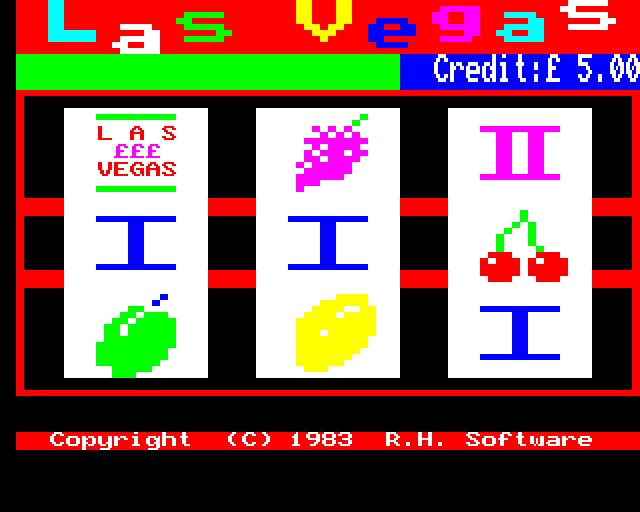 Las Vegas
Credit:£ 5.00
L A S
£££
VEGAS
II
I I
I
Copyright (C) 1983 R.H. Software